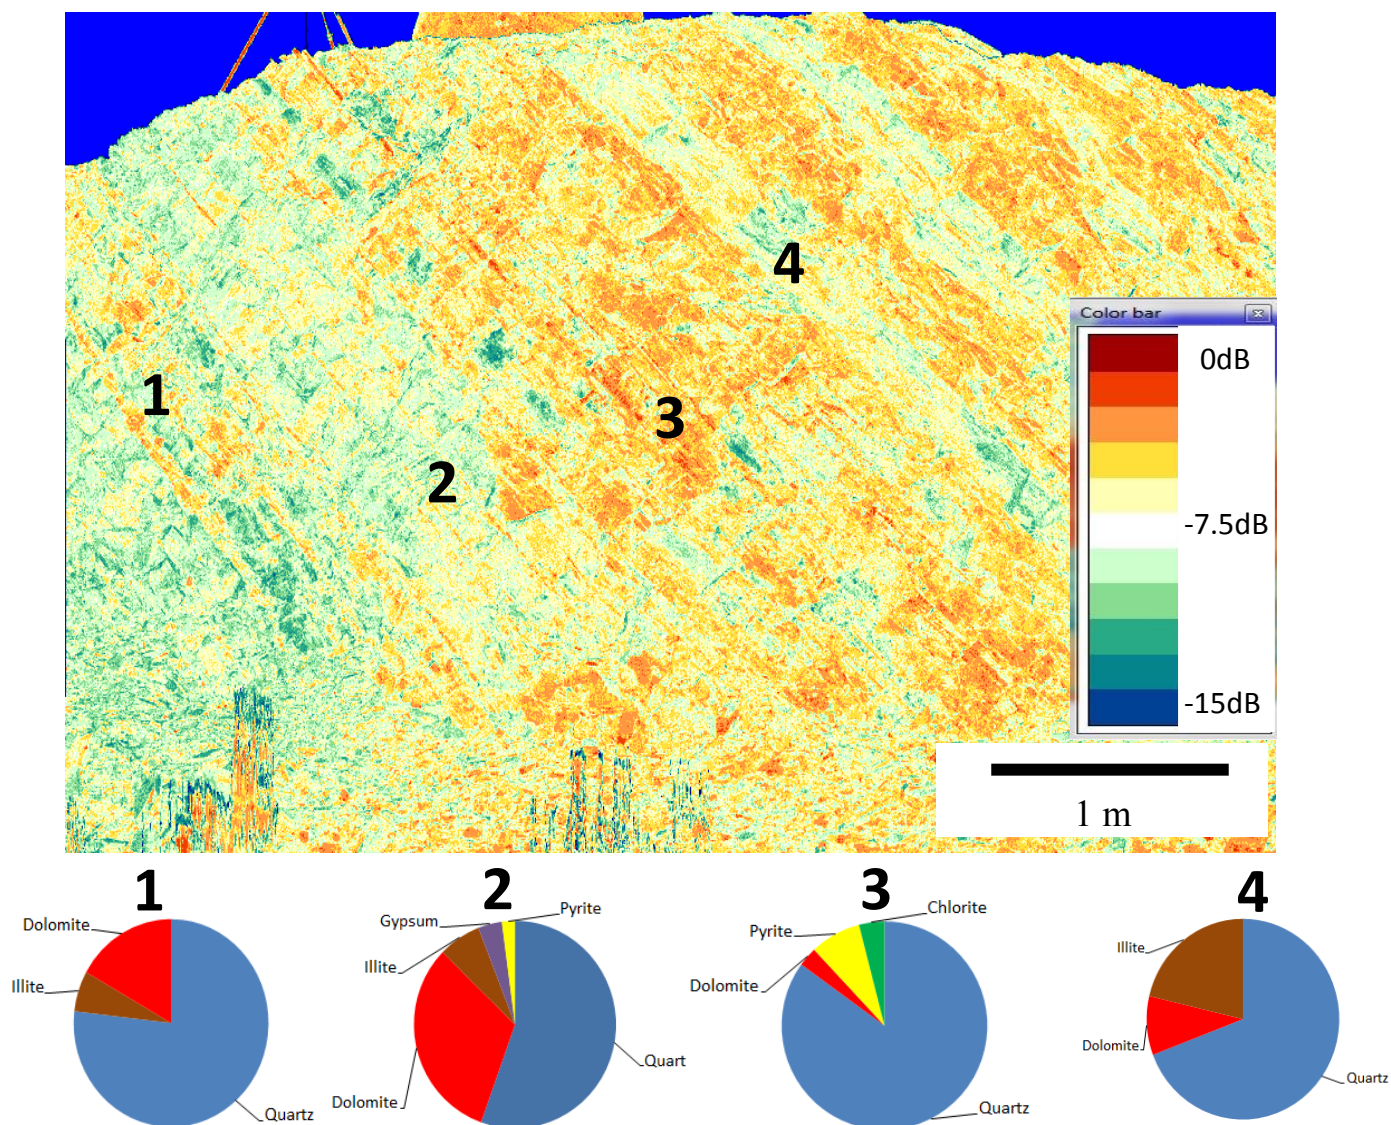 4
1
3
2
Color bar
0dB
-7.5dB
-15dB
1 m
1
2
3
4
Dolomite
Illite
Quartz
Gypsum
Pyrite
Illite
Quart
Dolomite
Chlorite
Pyrite
Dolomite
Quartz
Illite
Dolomite
Quartz